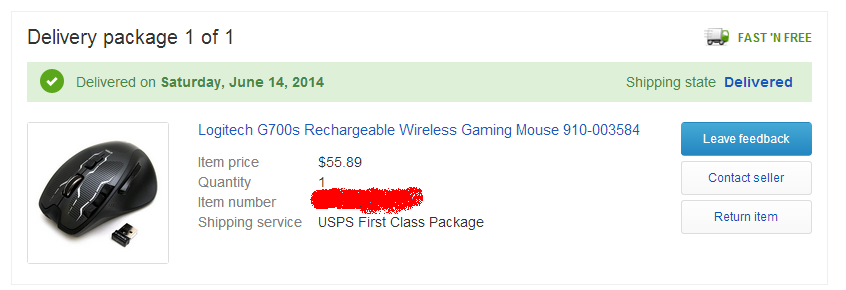 Delivery package 1 of 1
FAST 'N FREE
Delivered on Saturday, June 14, 2014
Shipping state Delivered
Logitech G700s Rechargeable Wireless Gaming Mouse 910-003584
Item price $55.89
Quantity 1
Item number
Shipping service USPS First Class Package
Leave feedback
Contact seller
Return item